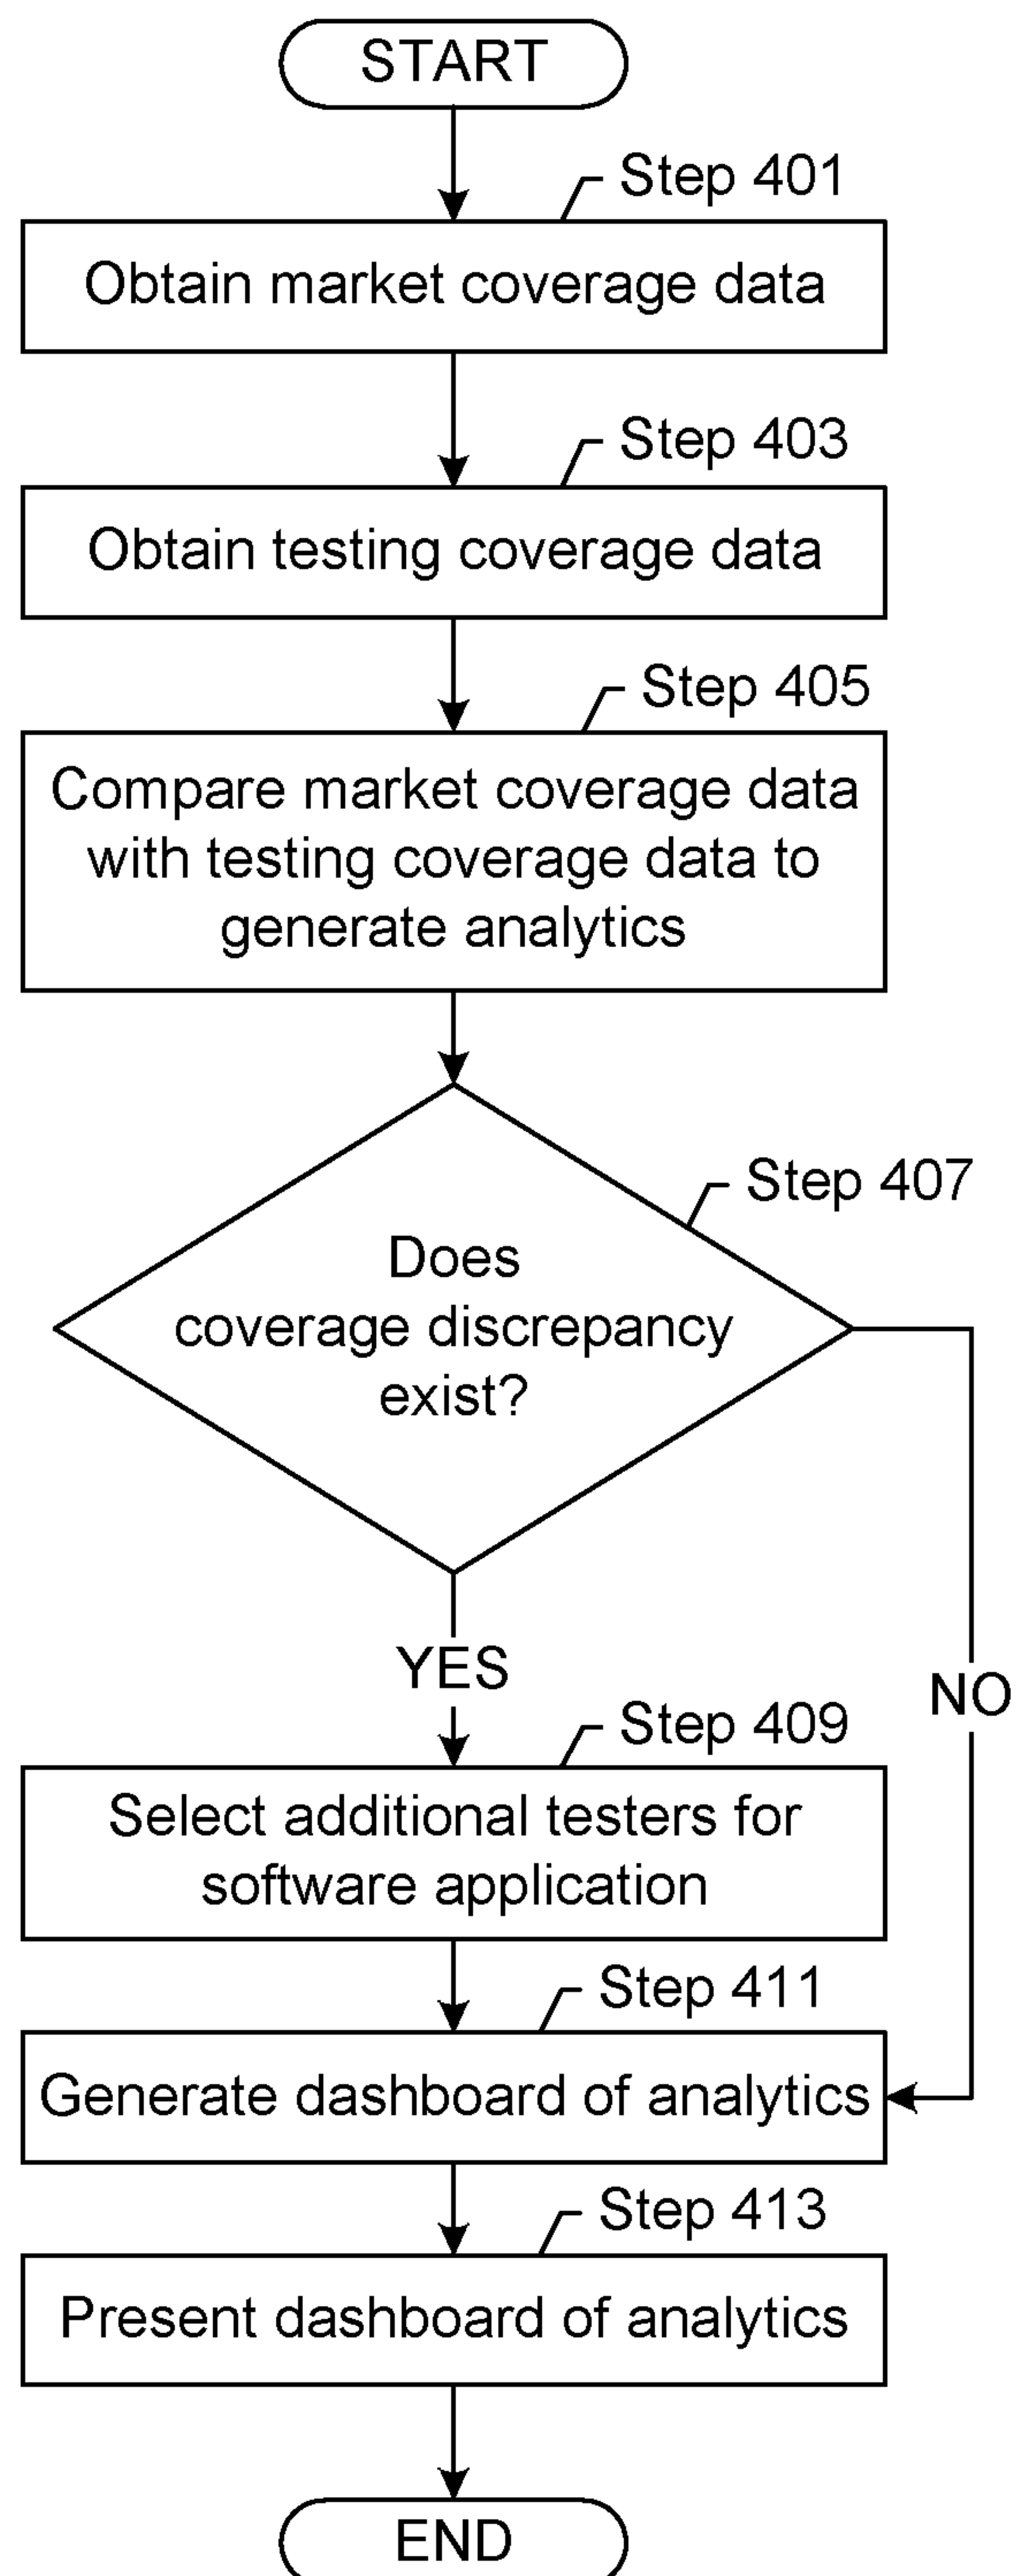 START
Step 401
Obtain market coverage data
Step 403
Obtain testing coverage data
Step 405
Compare market coverage data
with testing coverage data to
generate analytics
Step 407
Does
coverage discrepancy
exist?
YES
NO
Step 409
Select additional testers for
software application
Step 411
Generate dashboard of analytics
Step 413
Present dashboard of analytics
END